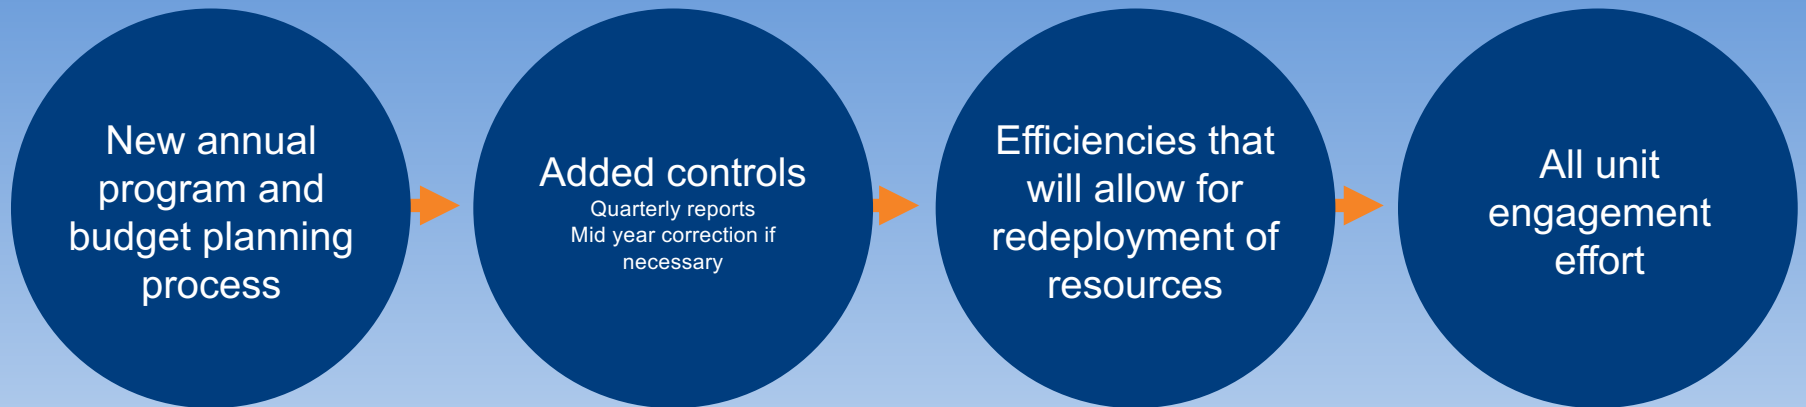 New annual
program and
budget planning
process
Added controls
Quarterly reports
Mid year correction if
necessary
Efficiencies that
will allow for
redeployment of
resources
All unit
engagement
effort